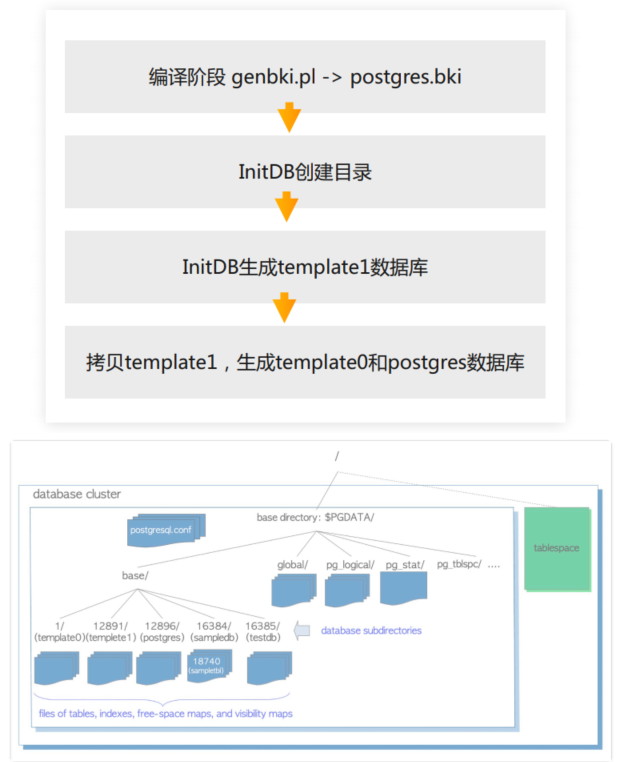 编译阶段 genbki.pl -> postgres.bki
InitDB创建目录
InitDB生成template1数据库
拷贝template1，生成template0和postgres数据库
/
database cluster
base directory: $PGDATA/
postgresql.conf
tablespace
global/ pg_logical/ pg_stat/ pg_tblspc/ ....
base/
1/ 12891/ 12896/ 16384/ 16385/
(template0) (templete1) (postgres) (sampledb) (testdb)
database subdirectories
18740
(sampletbl)
files of tables, indexes, free-space maps, and visibility maps